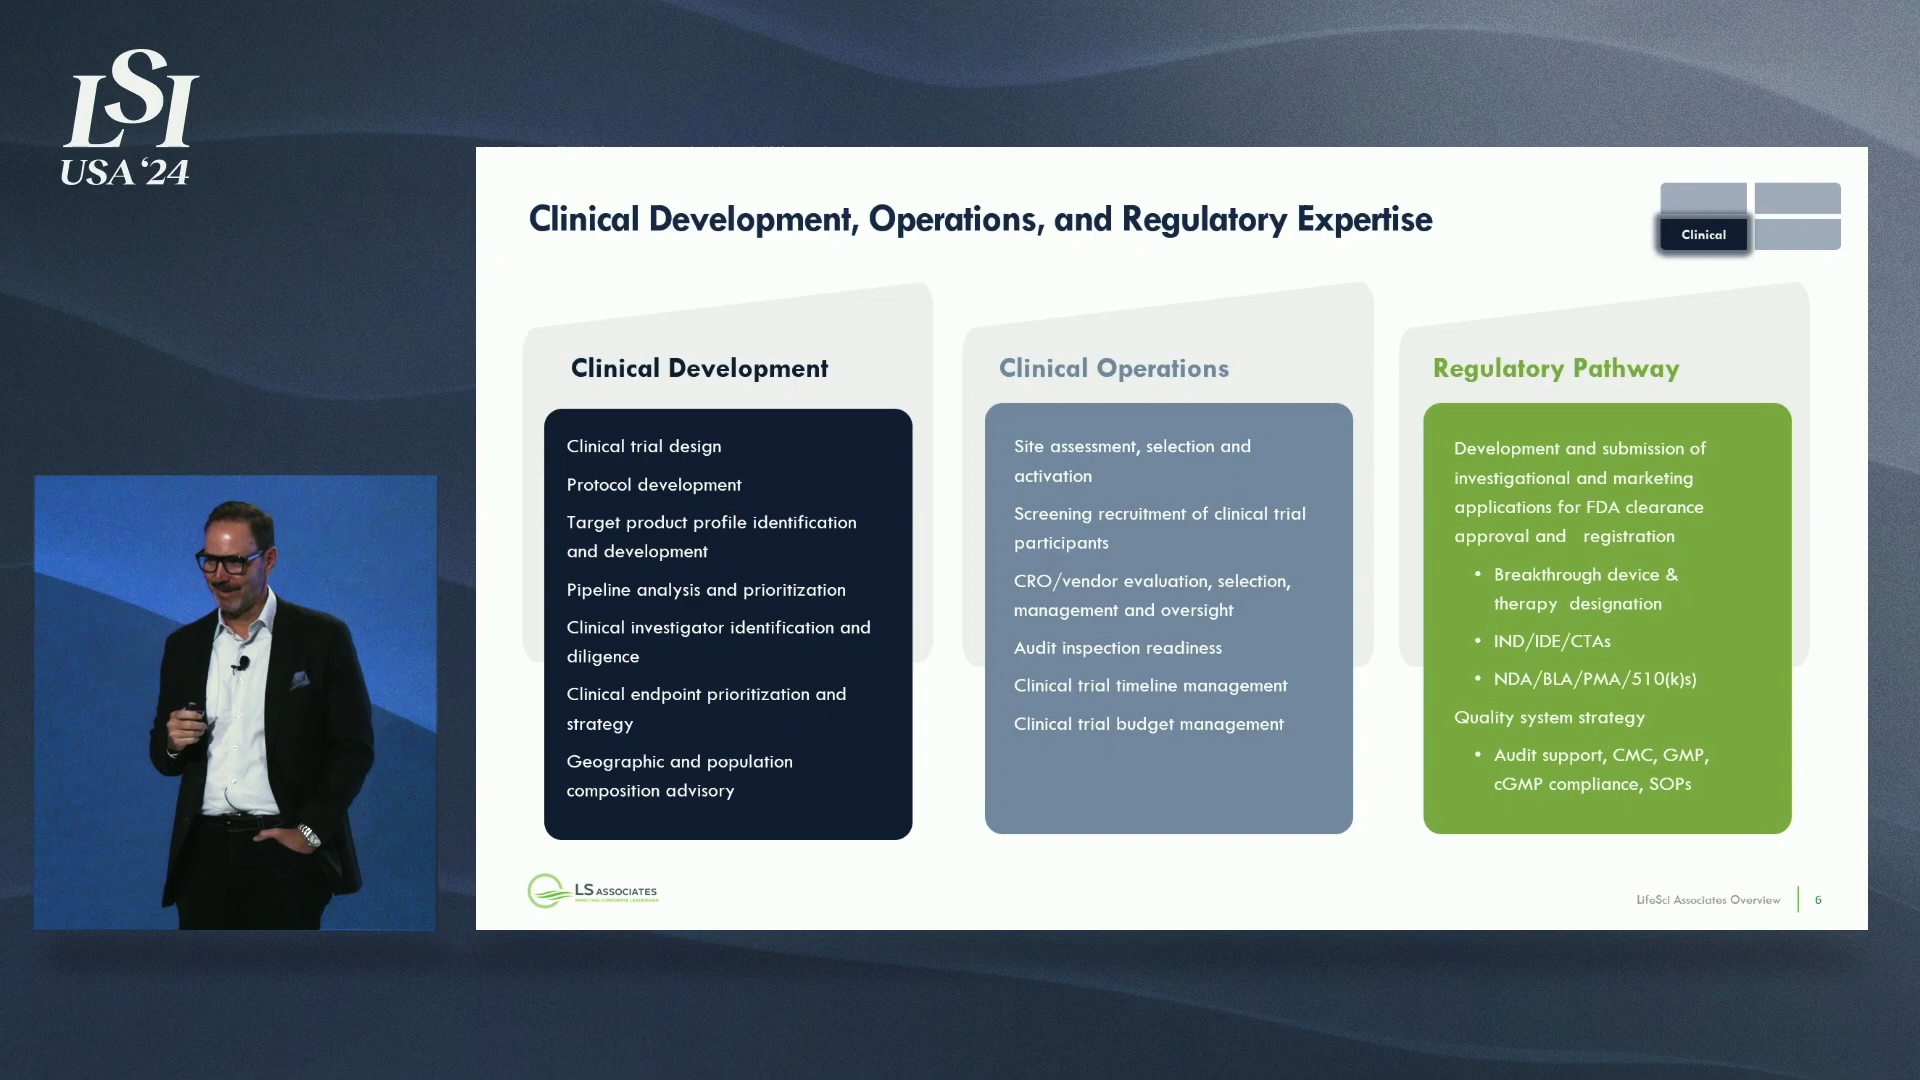 LSI
USA '24
Clinical Development, Operations, and Regulatory Expertise
Clinical
Clinical Development
Clinical trial design
Protocol development
Target product profile identification
and development
Pipeline analysis and prioritization
Clinical investigator identification and
diligence
Clinical endpoint prioritization and
strategy
Geographic and population
composition advisory
Clinical Operations
Site assessment, selection and
activation
Screening recruitment of clinical trial
participants
CRO/vendor evaluation, selection,
management and oversight
Audit inspection readiness
Clinical trial timeline management
Clinical trial budget management
Regulatory Pathway
Development and submission of
investigational and marketing
applications for FDA clearance
approval and registration
• Breakthrough device &
therapy designation
• IND/IDE/CTAs
• NDA/BLA/PMA/510(k)s)
Quality system strategy
• Audit support, CMC, GMP,
cGMP compliance, SOPs
LS ASSOCIATES
IMPACTING CORPORATE LEADERSHIP
LifeSci Associates Overview
6